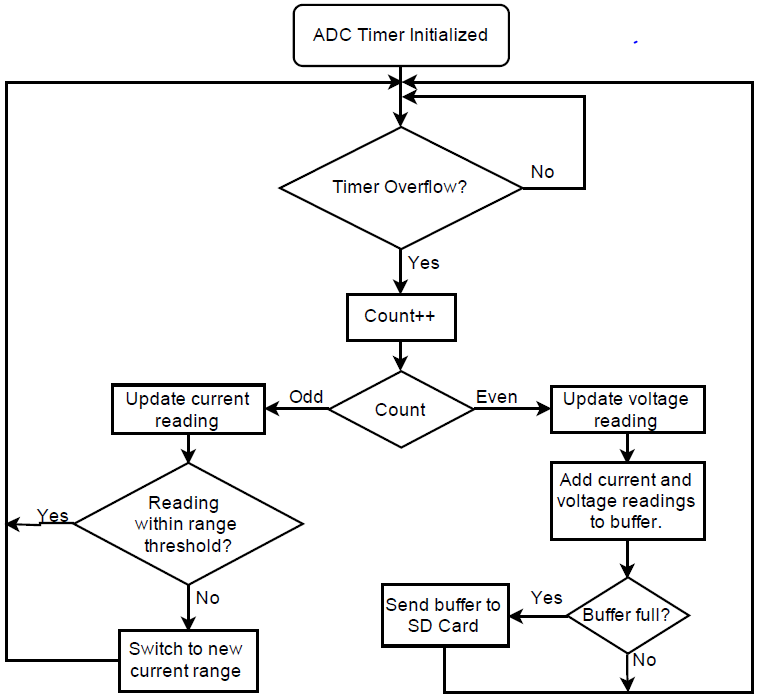 ADC Timer Initialized
Timer Overflow?
No
Yes
Count++
Odd
Count
Even
Update current
reading
Update voltage
reading
Reading
within range
threshold?
Yes
No
Switch to new
current range
Add current and
voltage readings
to buffer.
Buffer full?
Yes
No
Send buffer to
SD Card